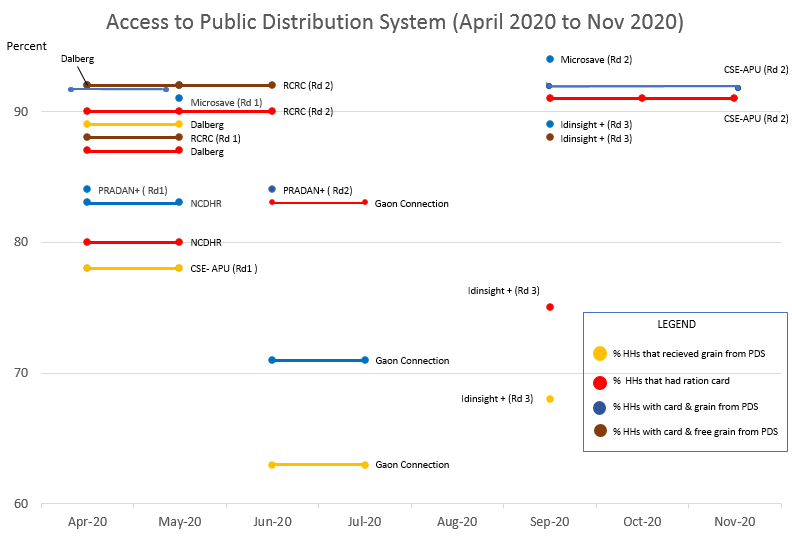 Access to Public Distribution System (April 2020 to Nov 2020)
Percent
Dalberg
Microsave (Rd 2)
CSE-APU (Rd 2)
RCRC (Rd 2)
Microsave (Rd 1)
90
RCRC (Rd 2)
CSE-APU (Rd 2)
Dalberg
Idinsight + (Rd 3)
RCRC (Rd 1)
Idinsight + (Rd 3)
Dalberg
PRADAN+ ( Rd1)
PRADAN+ ( Rd2)
NCDHR
Gaon Connection
80
NCDHR
CSE- APU (Rd1 )
Idinsight + (Rd 3)
LEGEND
% HHs that recieved grain from PDS
% HHs that had ration card
% HHs with card & grain from PDS
% HHs with card & free grain from PDS
Gaon Connection
70
Idinsight + (Rd 3)
Gaon Connection
60
Apr-20 May-20 Jun-20 Jul-20 Aug-20 Sep-20 Oct-20 Nov-20